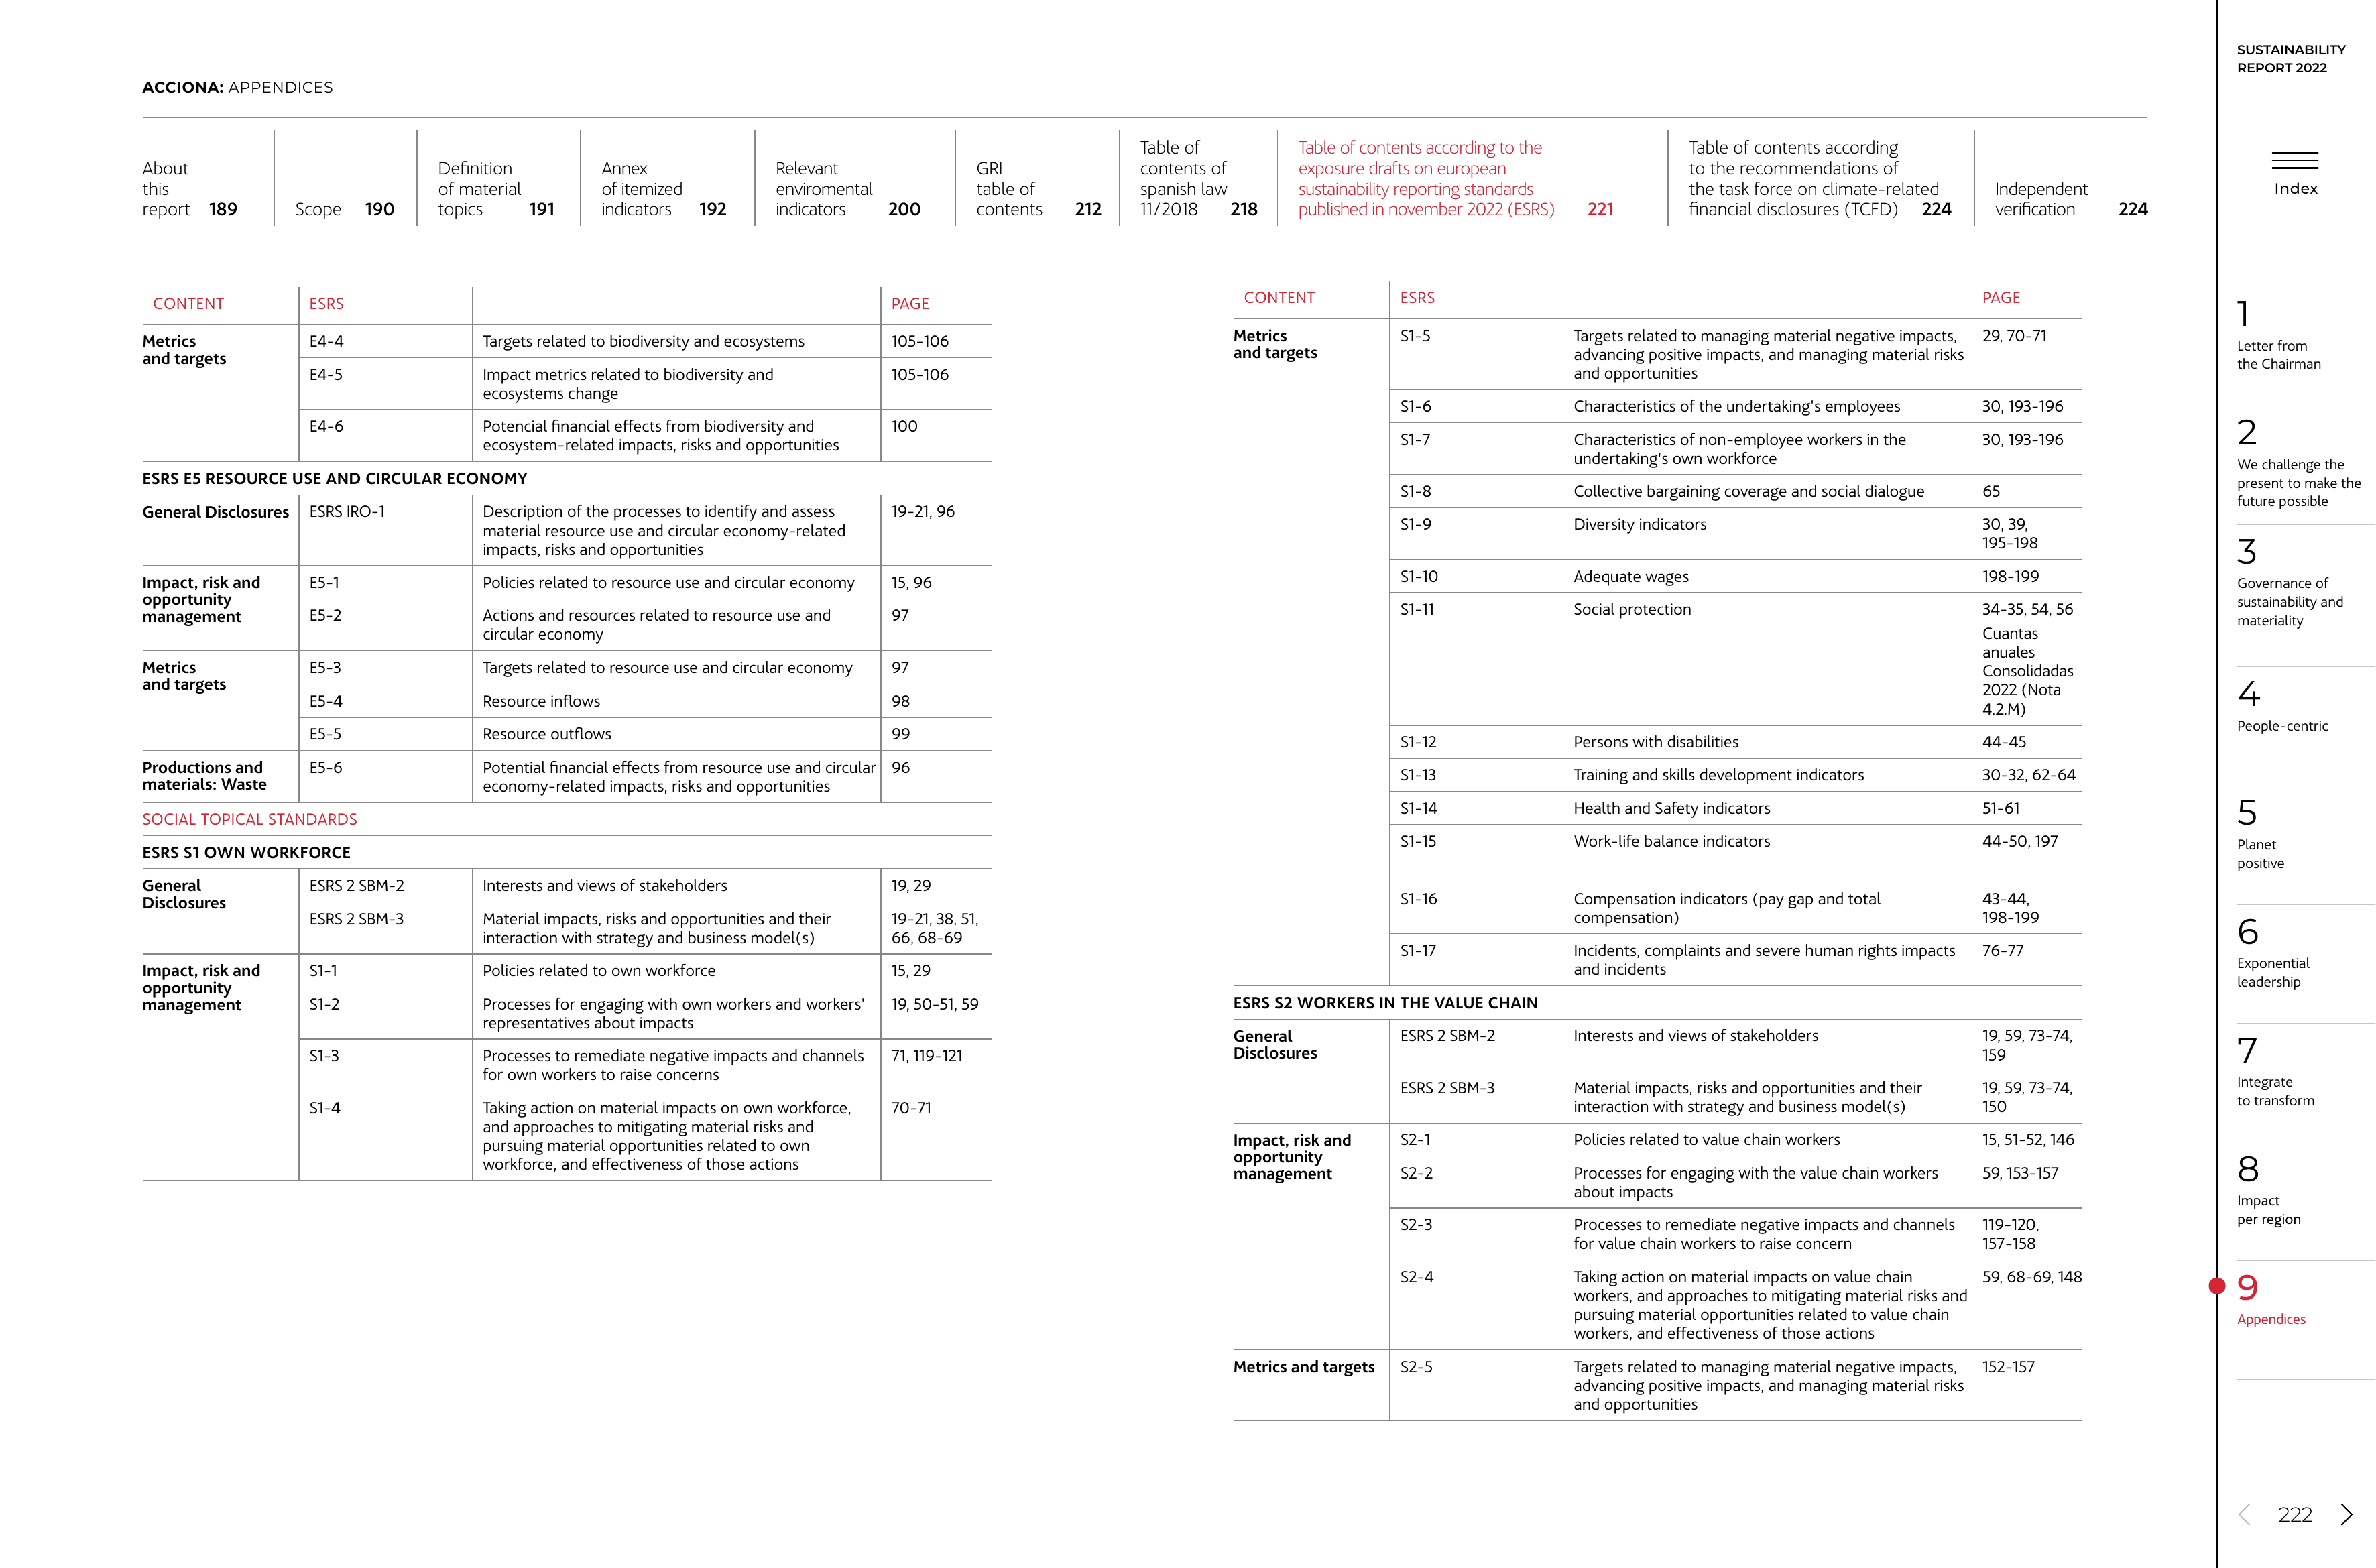 SUSTAINABILITY
REPORT 2022
ACCIONA: APPENDICES
About
this
report 189
Scope 190
Definition
of material
topics 191
Annex
of itemized
indicators 192
Relevant
enviromental
indicators 200
GRI
table of
contents 212
Table of
contents of
spanish law
11/2018 218
Table of contents according to the
exposure drafts on european
sustainability reporting standards
published in november 2022 (ESRS) 221
Table of contents according
to the recommendations of
the task force on climate-related
financial disclosures (TCFD) 224
Independent
verification 224
Index
CONTENT ESRS PAGE
Metrics
and targets
E4-4 Targets related to biodiversity and ecosystems 105-106
E4-5 Impact metrics related to biodiversity and 105-106
ecosystems change
E4-6 Potencial financial effects from biodiversity and 100
ecosystem-related impacts, risks and opportunities
ESRS E5 RESOURCE USE AND CIRCULAR ECONOMY
General Disclosures ESRS IRO-1 Description of the processes to identify and assess 19-21, 96
material resource use and circular economy-related
impacts, risks and opportunities
Impact, risk and
opportunity
management
E5-1 Policies related to resource use and circular economy 15, 96
E5-2 Actions and resources related to resource use and 97
circular economy
Metrics
and targets
E5-3 Targets related to resource use and circular economy 97
E5-4 Resource inflows 98
E5-5 Resource outflows 99
Productions and
materials: Waste
E5-6 Potential financial effects from resource use and circular 96
economy-related impacts, risks and opportunities
SOCIAL TOPICAL STANDARDS
ESRS S1 OWN WORKFORCE
General
Disclosures
ESRS 2 SBM-2 Interests and views of stakeholders 19, 29
ESRS 2 SBM-3 Material impacts, risks and opportunities and their 19-21, 38, 51,
interaction with strategy and business model(s) 66, 68-69
Impact, risk and
opportunity
management
S1-1 Policies related to own workforce 15, 29
S1-2 Processes for engaging with own workers and workers' 19, 50-51, 59
representatives about impacts
S1-3 Processes to remediate negative impacts and channels 71, 119-121
for own workers to raise concerns
S1-4 Taking action on material impacts on own workforce, 70-71
and approaches to mitigating material risks and
pursuing material opportunities related to own
workforce, and effectiveness of those actions
CONTENT ESRS PAGE
Metrics
and targets
S1-5 Targets related to managing material negative impacts, 29, 70-71
advancing positive impacts, and managing material risks
and opportunities
S1-6 Characteristics of the undertaking's employees 30, 193-196
S1-7 Characteristics of non-employee workers in the 30, 193-196
undertaking's own workforce
S1-8 Collective bargaining coverage and social dialogue 65
S1-9 Diversity indicators 30, 39,
195-198
S1-10 Adequate wages 198-199
S1-11 Social protection 34-35, 54, 56
Cuantas
anuales
Consolidadas
2022 (Nota
4.2.M)
S1-12 Persons with disabilities 44-45
S1-13 Training and skills development indicators 30-32, 62-64
S1-14 Health and Safety indicators 51-61
S1-15 Work-life balance indicators 44-50, 197
S1-16 Compensation indicators (pay gap and total 43-44,
compensation) 198-199
S1-17 Incidents, complaints and severe human rights impacts 76-77
and incidents
ESRS S2 WORKERS IN THE VALUE CHAIN
General
Disclosures
ESRS 2 SBM-2 Interests and views of stakeholders 19, 59, 73-74,
159
ESRS 2 SBM-3 Material impacts, risks and opportunities and their 19, 59, 73-74,
interaction with strategy and business model(s) 150
Impact, risk and
opportunity
management
S2-1 Policies related to value chain workers 15, 51-52, 146
S2-2 Processes for engaging with the value chain workers 59, 153-157
about impacts
S2-3 Processes to remediate negative impacts and channels 119-120,
for value chain workers to raise concern 157-158
S2-4 Taking action on material impacts on value chain 59, 68-69, 148
workers, and approaches to mitigating material risks and
pursuing material opportunities related to value chain
workers, and effectiveness of those actions
Metrics and targets S2-5 Targets related to managing material negative impacts, 152-157
advancing positive impacts, and managing material risks
and opportunities
1
Letter from
the Chairman
2
We challenge the
present to make the
future possible
3
Governance of
sustainability and
materiality
4
People-centric
5
Planet
positive
6
Exponential
leadership
7
Integrate
to transform
8
Impact
per region
9
Appendices
222